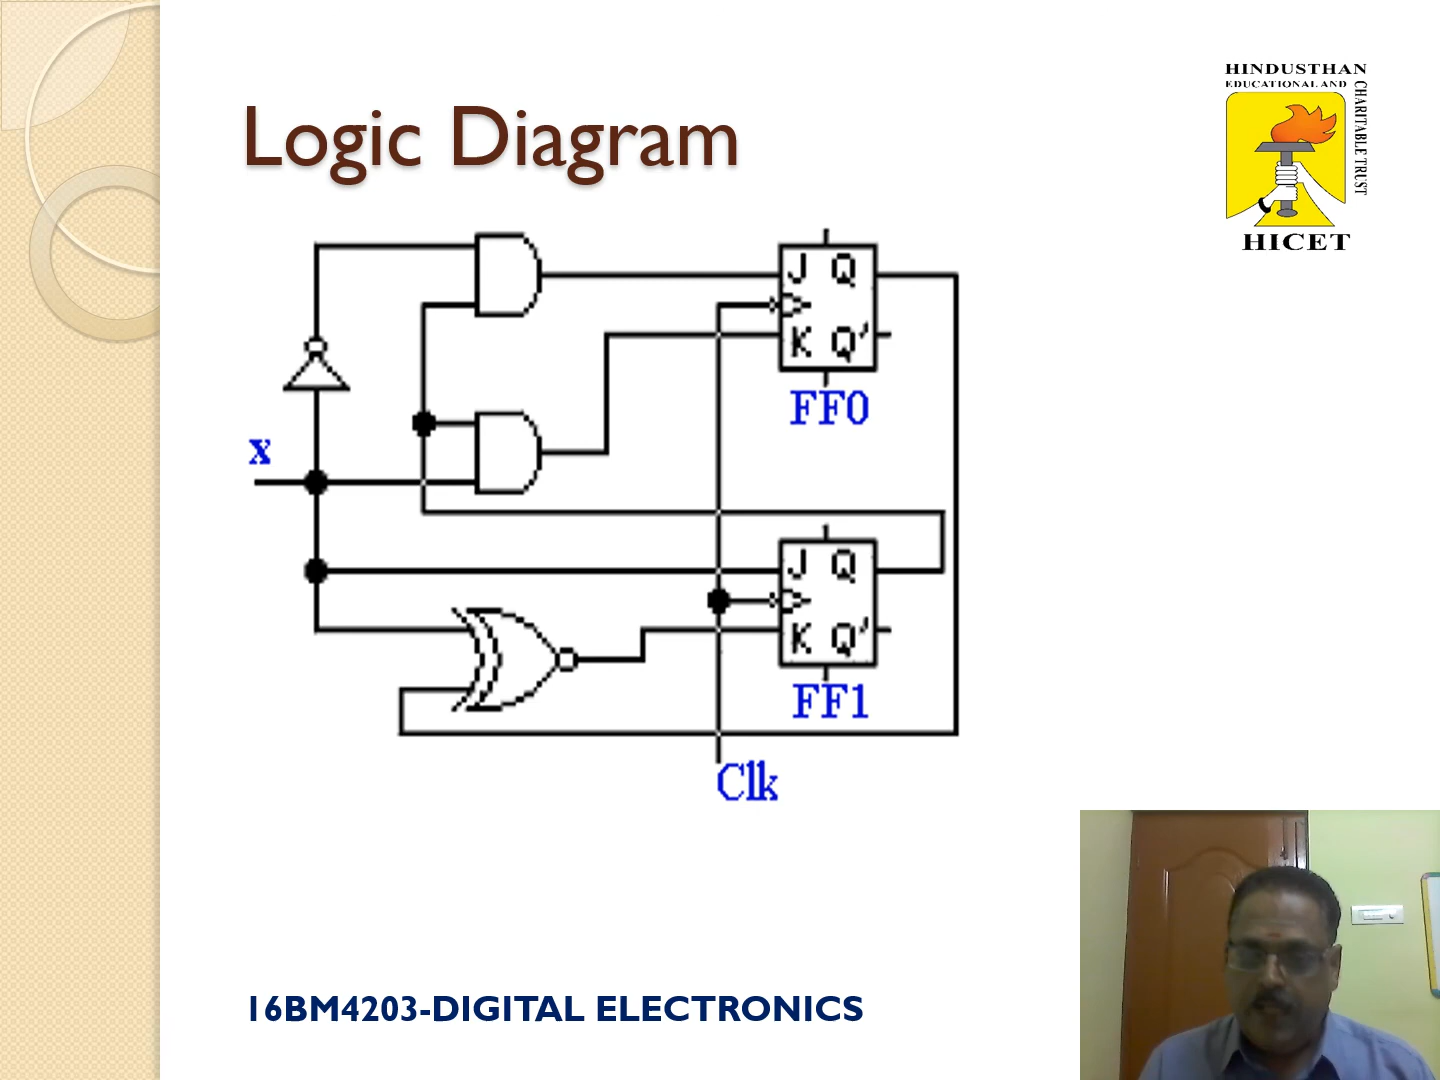 Logic Diagram
HINDUSTHAN
EDUCATIONAL AND
CHARITABLE TRUST
HICET
J Q
K Q'
FF0
x
J Q
K Q'
FF1
Clk
16BM4203-DIGITAL ELECTRONICS